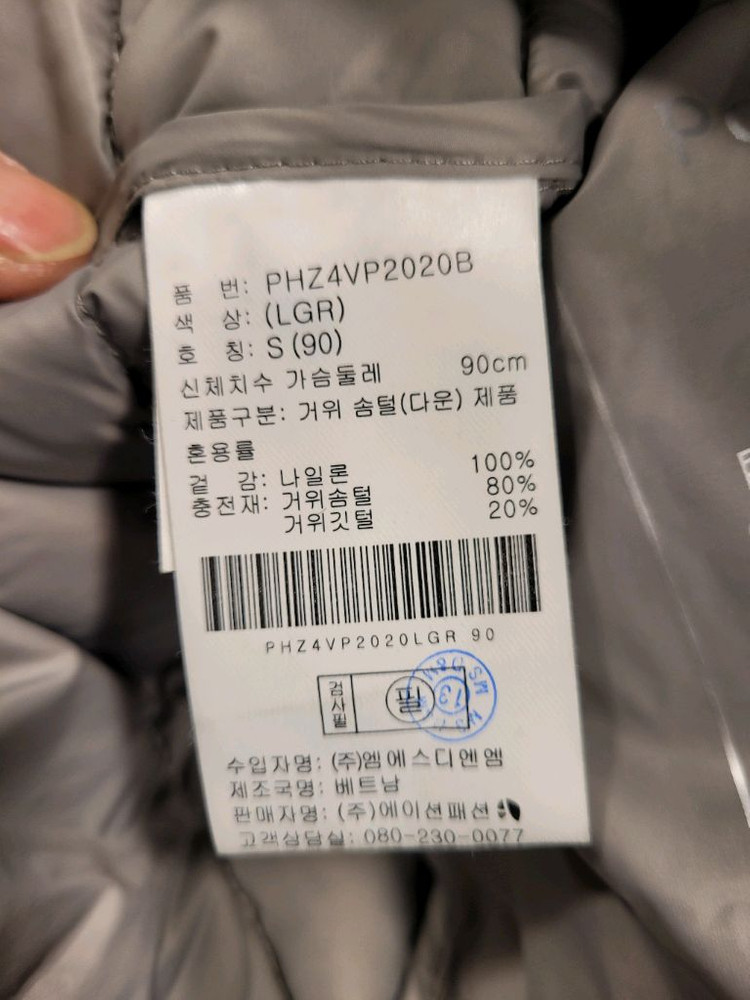 품 번: PHZ4VP2020B
색 상: (LGR)
호 칭: S (90)
신체치수 가슴둘레 90cm
제품구분: 거위 솜털(다운) 제품
혼용률
겉 감: 나일론 100%
충전재: 거위솜털 80%
거위깃털 20%
PHZ4VP2020LGR 90
검사필 필
13
수입자명: (주)엠에스디엔엠
제조국명: 베트남
판매자명: (주)에이션패션
고객상담실: 080-230-0077